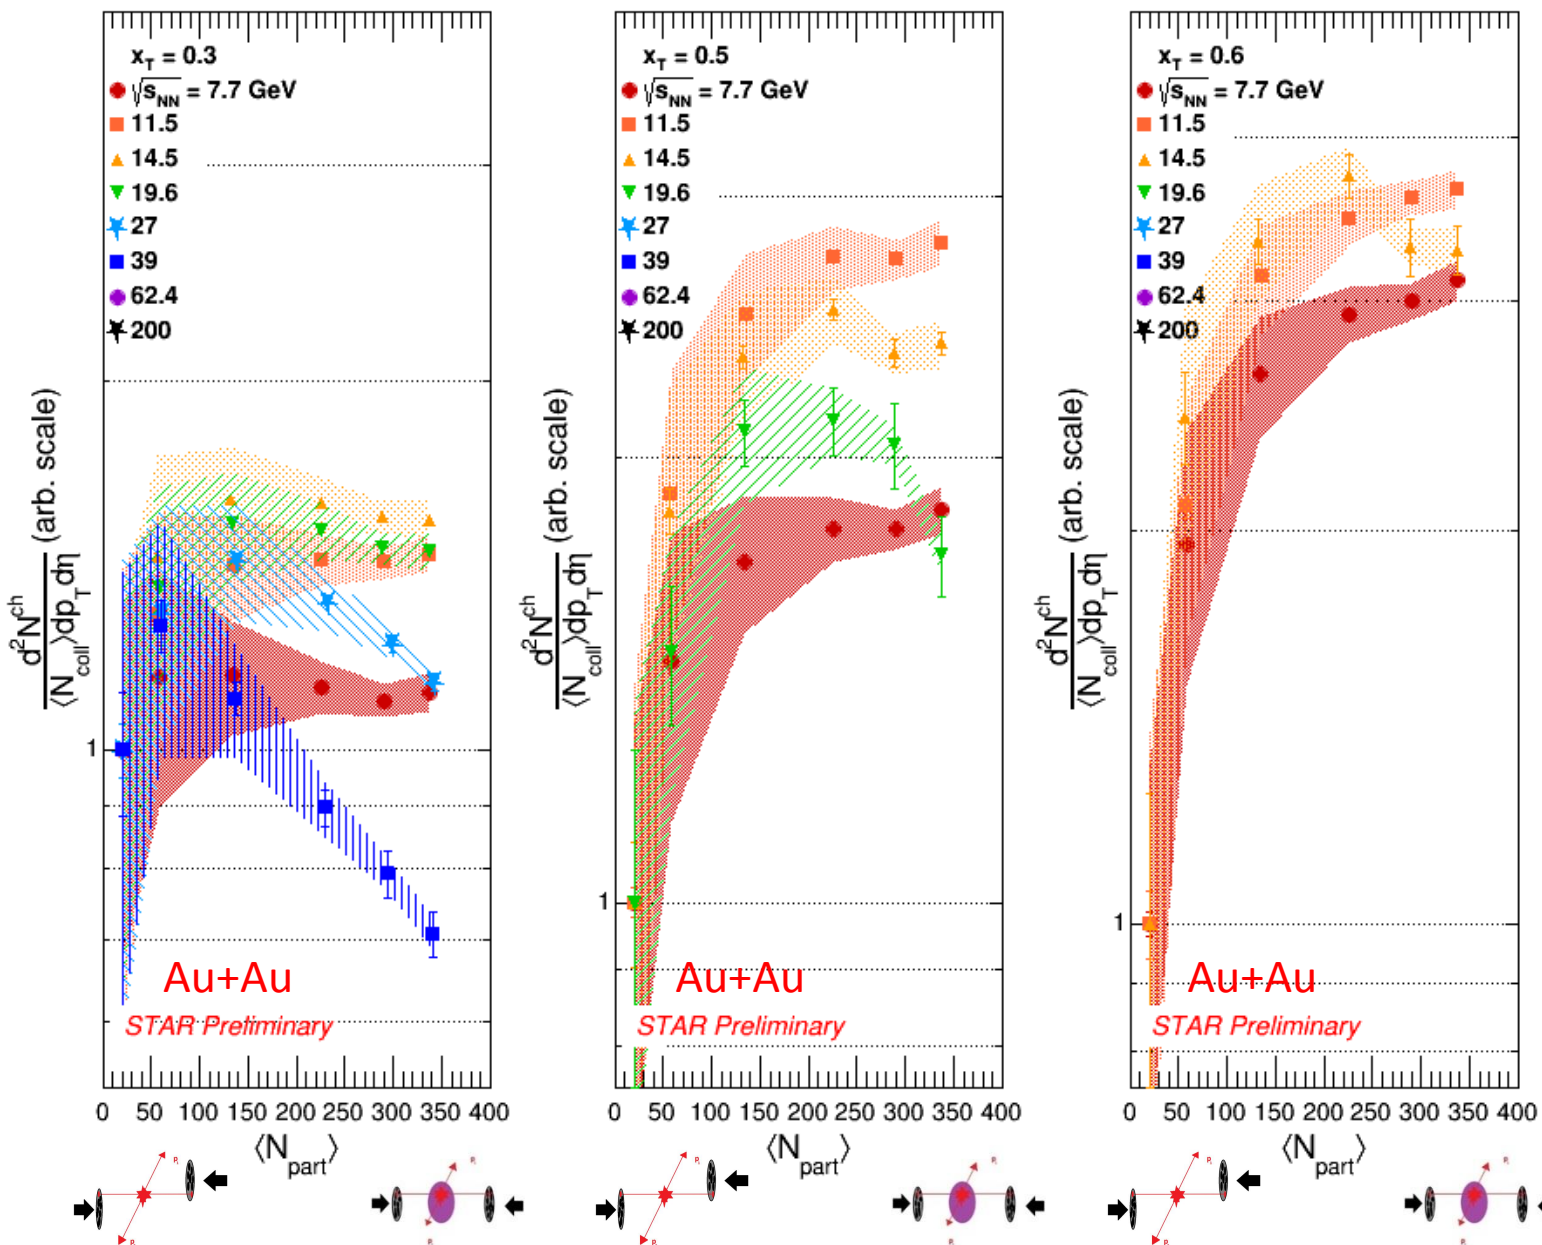 x_T = 0.3
√s_NN = 7.7 GeV
11.5
14.5
19.6
27
39
62.4
200
d²N^ch
⟨N_coll⟩dp_T dη
(arb. scale)
1
Au+Au
STAR Preliminary
0 50 100 150 200 250 300 350 400
⟨N_part⟩
x_T = 0.5
√s_NN = 7.7 GeV
11.5
14.5
19.6
27
39
62.4
200
d²N^ch
⟨N_coll⟩dp_T dη
(arb. scale)
1
Au+Au
STAR Preliminary
0 50 100 150 200 250 300 350 400
⟨N_part⟩
x_T = 0.6
√s_NN = 7.7 GeV
11.5
14.5
19.6
27
39
62.4
200
d²N^ch
⟨N_coll⟩dp_T dη
(arb. scale)
1
Au+Au
STAR Preliminary
0 50 100 150 200 250 300 350 400
⟨N_part⟩